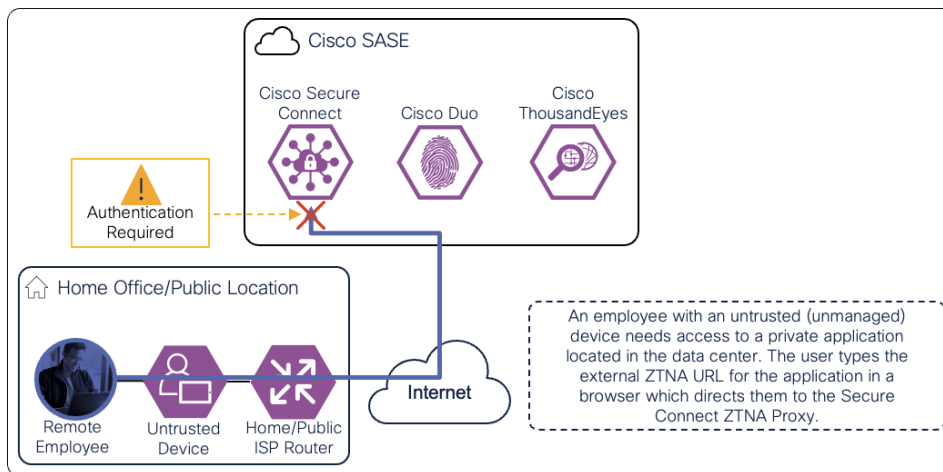 Cisco SASE
Cisco Secure
Connect
Cisco Duo
Cisco
ThousandEyes
Authentication
Required
Home Office/Public Location
Remote
Employee
Untrusted
Device
Home/Public
ISP Router
Internet
An employee with an untrusted (unmanaged)
device needs access to a private application
located in the data center. The user types the
external ZTNA URL for the application in a
browser which directs them to the Secure
Connect ZTNA Proxy.